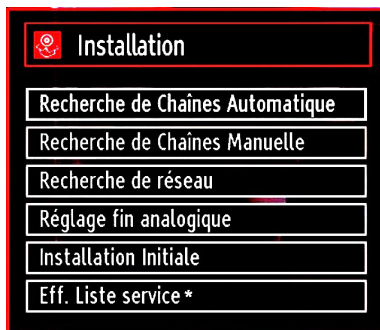 Installation
Recherche de Chaînes Automatique
Recherche de Chaînes Manuelle
Recherche de réseau
Réglage fin analogique
Installation Initiale
Eff. Liste service *